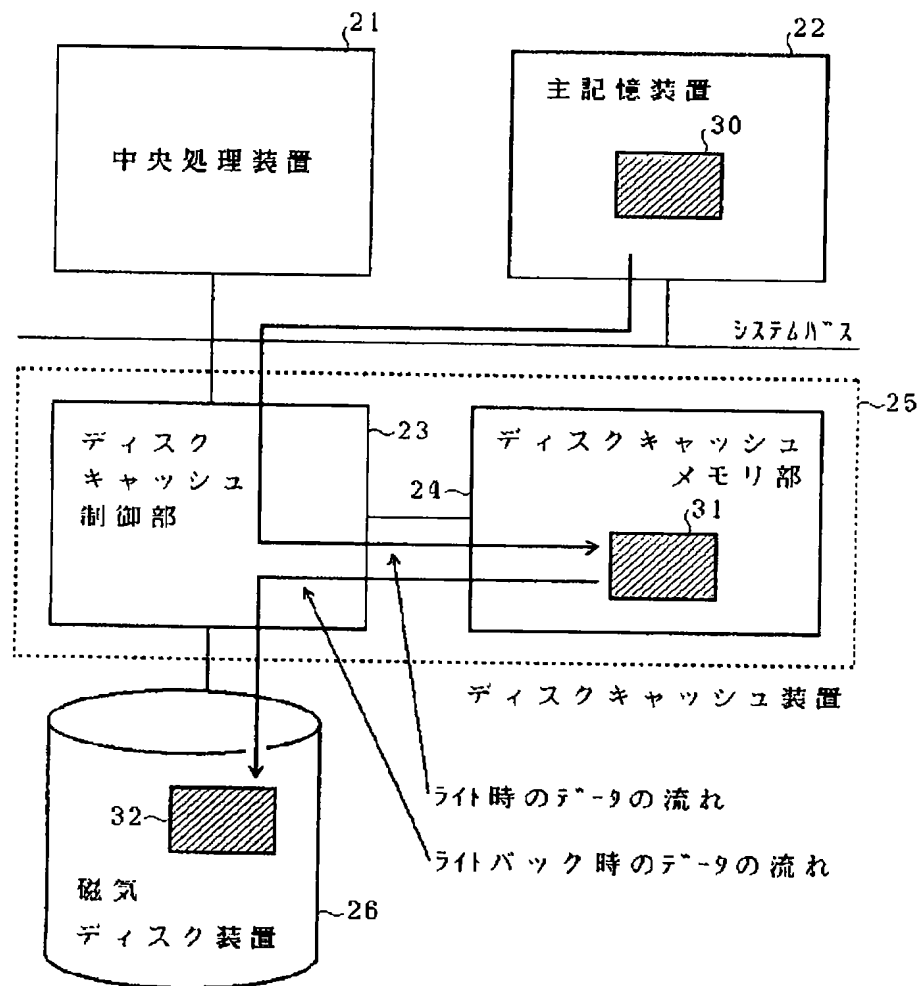 21
中央処理装置
22
主記憶装置
30
システムバス
25
ディスク
キャッシュ
制御部
23
24
ディスクキャッシュ
メモリ部
31
ディスクキャッシュ装置
32
磁気
ディスク装置
26
ライト時のデータの流れ
ライトバック時のデータの流れ